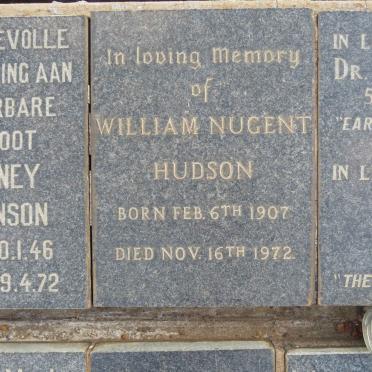 EVOLLE
ING AAN
RBARE
OOT
NEY
NSON
0.1.46
9.4.72
In loving Memory
of
WILLIAM NUGENT
HUDSON
BORN FEB. 6TH 1907
DIED NOV. 16TH 1972.
IN L
DR.
"EAR
IN L
"THE